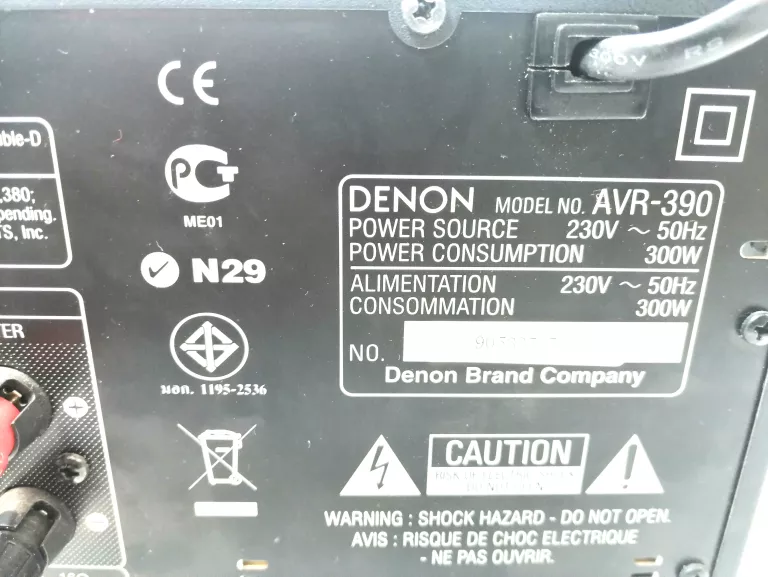 CE
RS
ble-D
,380;
pending.
TS, Inc.
ME01
N29
มอก. 1195-2536
TER
DENON MODEL NO. AVR-390
POWER SOURCE 230V ~ 50Hz
POWER CONSUMPTION 300W
ALIMENTATION 230V ~ 50Hz
CONSOMMATION 300W
NO.
Denon Brand Company
CAUTION
WARNING : SHOCK HAZARD - DO NOT OPEN.
AVIS : RISQUE DE CHOC ELECTRIQUE
- NE PAS OUVRIR.